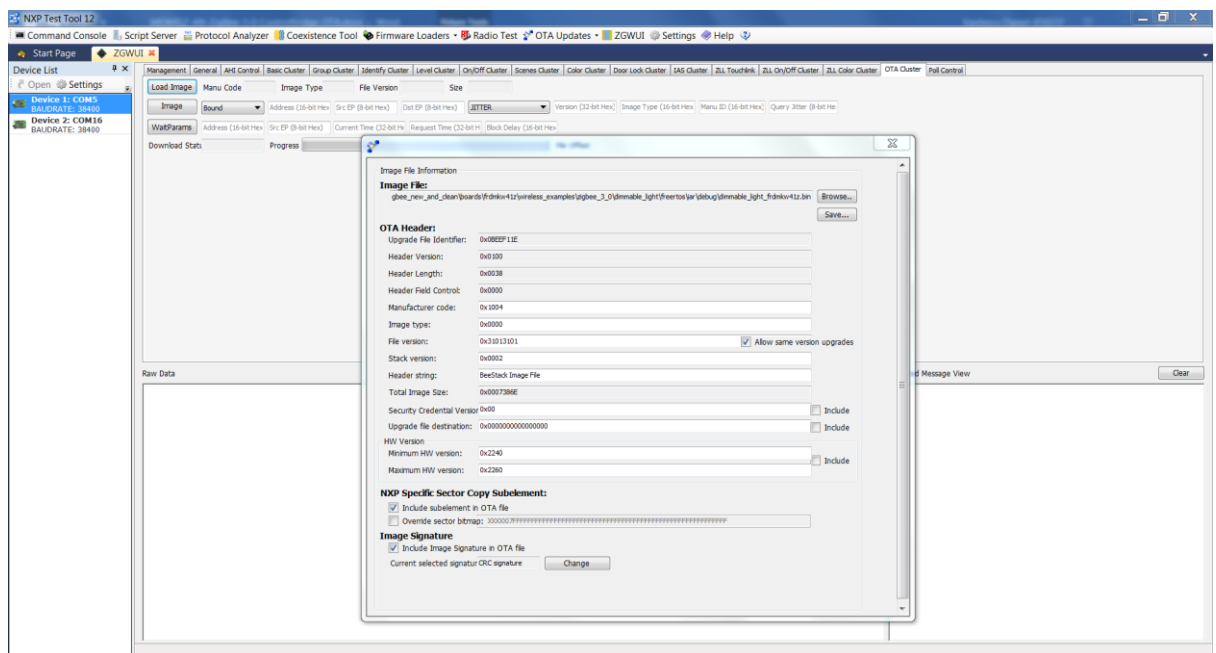 NXP Test Tool 12
Command Console Script Server Protocol Analyzer Coexistence Tool Firmware Loaders Radio Test OTA Updates ZGWUI Settings Help
Start Page ZGWUI
Device List
Open Settings
Device 1: COM5
BAUDRATE: 38400
Device 2: COM16
BAUDRATE: 38400
Management General AHI Control Basic Cluster Group Cluster Identify Cluster Level Cluster On/Off Cluster Scenes Cluster Color Cluster Door Lock Cluster IAS Cluster ZLL Touchlink ZLL On/Off Cluster ZLL Color Cluster OTA Cluster Poll Control
Load Image Manu Code Image Type File Version Size
Image Bound Address (16-bit Hex Src EP (8-bit Hex) Dst EP (8-bit Hex) JITTER Version (32-bit Hex) Image Type (16-bit Hex Manu ID (16-bit Hex) Query Jitter (8-bit He
WaitParams Address (16-bit Hex Src EP (8-bit Hex) Current Time (32-bit H Request Time (32-bit H Block Delay (16-bit Hex
Download Stat Progress
Image File Information
Image File:
gbee_new_and_clean\boards\frdmkw41z\wireless_examples\zigbee_3_0\dimmable_light\freertos\iar\debug\dimmable_light_frdmkw41z.bin Browse...
Save...
OTA Header:
Upgrade File Identifier: 0x0BEEF11E
Header Version: 0x0100
Header Length: 0x0038
Header Field Control: 0x0000
Manufacturer code: 0x1004
Image type: 0x0000
File version: 0x31013101 Allow same version upgrades
Stack version: 0x0002
Header string: BeeStack Image File
Total Image Size: 0x0007386E
Security Credential Version 0x00 Include
Upgrade file destination: 0x0000000000000000 Include
HW Version
Minimum HW version: 0x2240
Include
Maximum HW version: 0x2260
NXP Specific Sector Copy Subelement:
Include subelement in OTA file
Override sector bitmap:
Image Signature
Include Image Signature in OTA file
Current selected signatur CRC signature Change
Raw Data
d Message View Clear